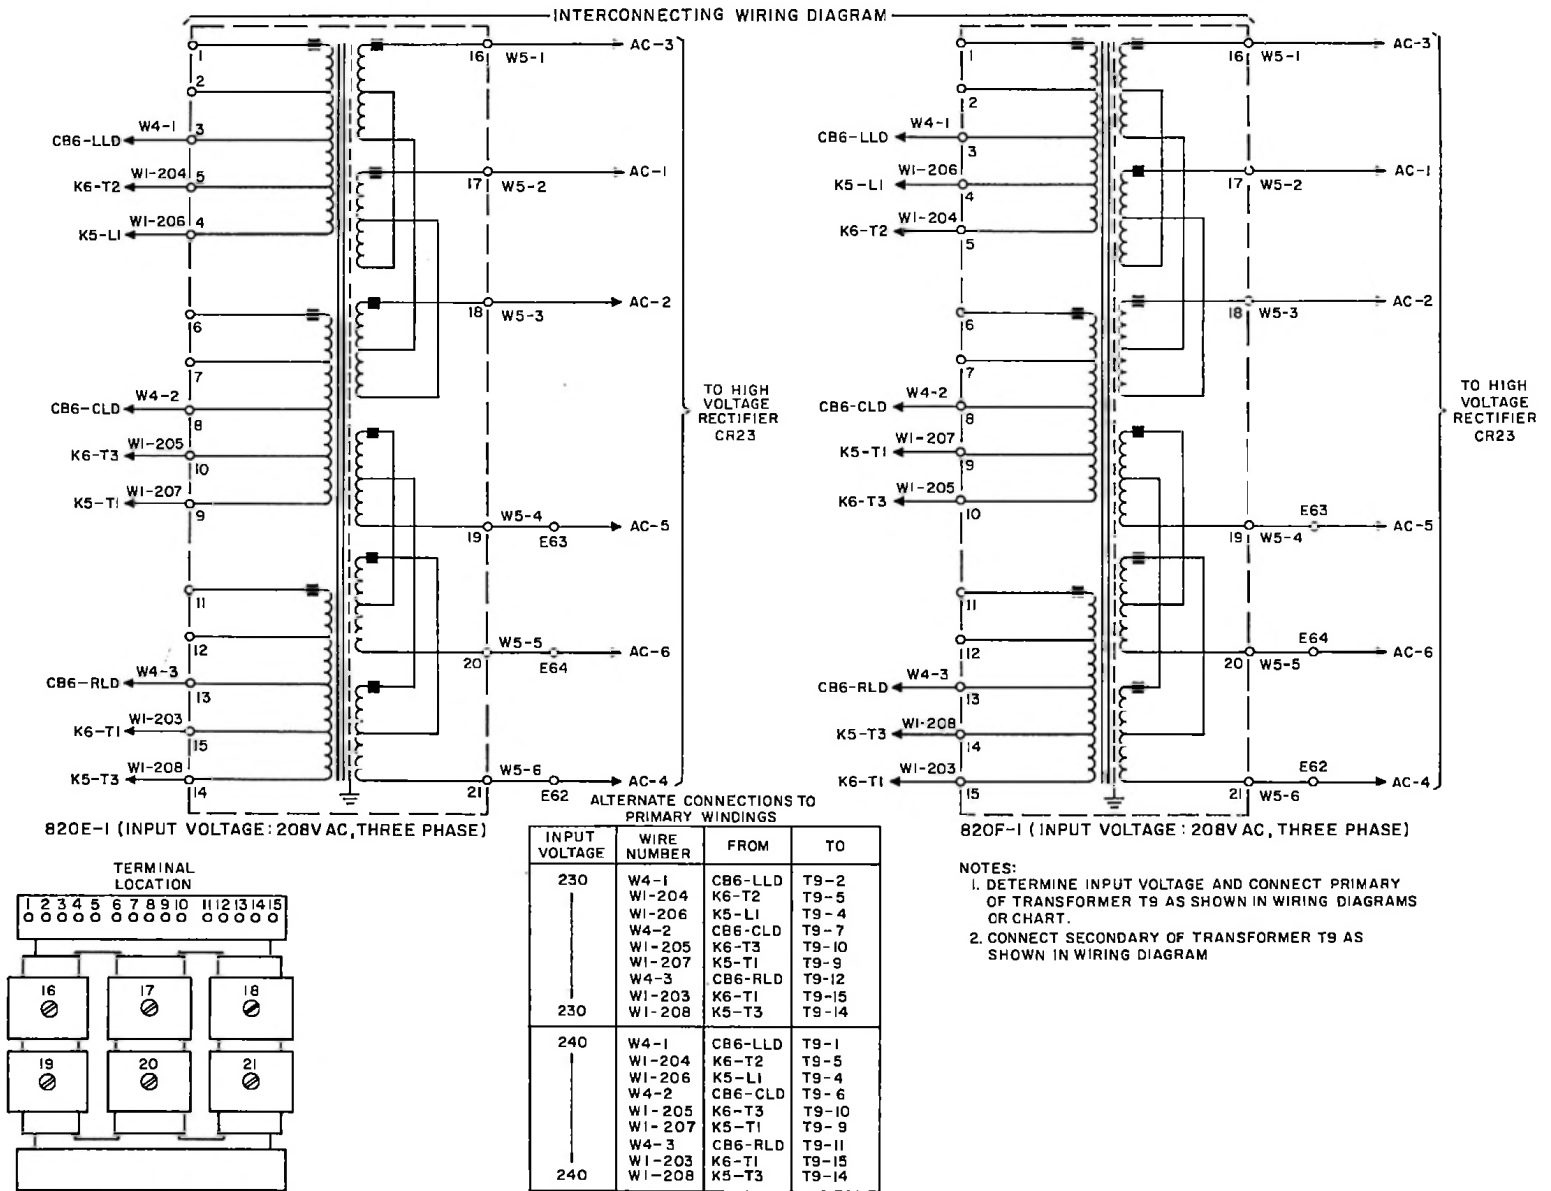 INTERCONNECTING WIRING DIAGRAM
1
2
W4-1
3
CB6-LLD
W1-204
5
K6-T2
W1-206
4
K5-L1
6
7
W4-2
CB6-CLD
8
W1-205
K6-T3
10
W1-207
K5-T1
9
11
12
W4-3
CB6-RLD
13
W1-203
K6-T1
15
W1-208
K5-T3
14
16
W5-1
AC-3
17
W5-2
AC-1
18
W5-3
AC-2
TO HIGH
VOLTAGE
RECTIFIER
CR23
W5-4
19
E63
AC-5
W5-5
20
E64
AC-6
W5-6
21
E62
AC-4
820E-1 (INPUT VOLTAGE: 208V AC, THREE PHASE)
1
2
W4-1
CB6-LLD
3
W1-206
K5-L1
4
W1-204
K6-T2
5
6
7
W4-2
CB6-CLD
8
W1-207
K5-T1
9
W1-205
K6-T3
10
11
12
W4-3
CB6-RLD
13
W1-208
K5-T3
14
W1-203
K6-T1
15
16
W5-1
AC-3
17
W5-2
AC-1
18
W5-3
AC-2
TO HIGH
VOLTAGE
RECTIFIER
CR23
E63
19
W5-4
AC-5
E64
20
W5-5
AC-6
E62
21
W5-6
AC-4
820F-1 (INPUT VOLTAGE: 208V AC, THREE PHASE)
TERMINAL
LOCATION
1 2 3 4 5 6 7 8 9 10 11 12 13 14 15
16 17 18
19 20 21
ALTERNATE CONNECTIONS TO
PRIMARY WINDINGS
INPUT VOLTAGE WIRE NUMBER FROM TO
230 W4-1 CB6-LLD T9-2
W1-204 K6-T2 T9-5
W1-206 K5-L1 T9-4
W4-2 CB6-CLD T9-7
W1-205 K6-T3 T9-10
W1-207 K5-T1 T9-9
W4-3 CB6-RLD T9-12
W1-203 K6-T1 T9-15
230 W1-208 K5-T3 T9-14
240 W4-1 CB6-LLD T9-1
W1-204 K6-T2 T9-5
W1-206 K5-L1 T9-4
W4-2 CB6-CLD T9-6
W1-205 K6-T3 T9-10
W1-207 K5-T1 T9-9
W4-3 CB6-RLD T9-11
W1-203 K6-T1 T9-15
240 W1-208 K5-T3 T9-14
NOTES:
1. DETERMINE INPUT VOLTAGE AND CONNECT PRIMARY
OF TRANSFORMER T9 AS SHOWN IN WIRING DIAGRAMS
OR CHART.
2. CONNECT SECONDARY OF TRANSFORMER T9 AS
SHOWN IN WIRING DIAGRAM